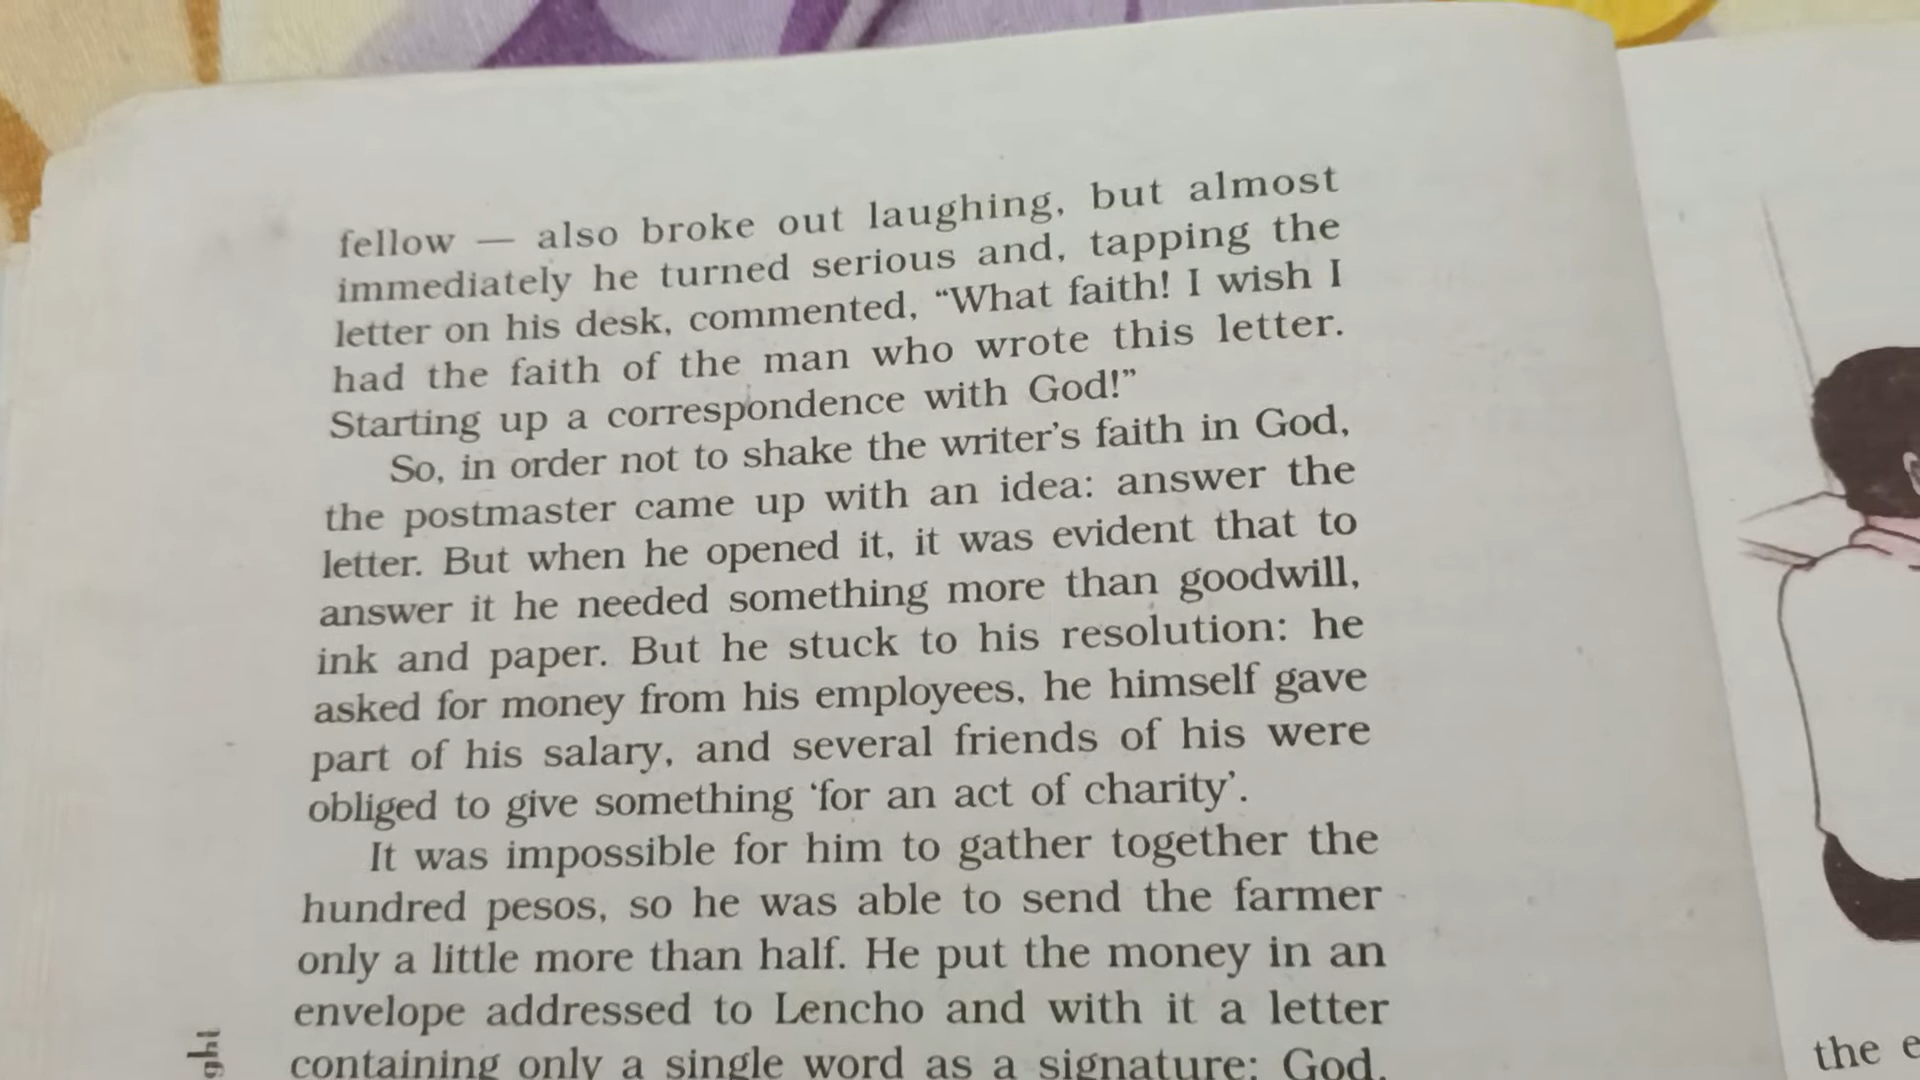 fellow — also broke out laughing, but almost
immediately he turned serious and, tapping the
letter on his desk, commented, “What faith! I wish I
had the faith of the man who wrote this letter.
Starting up a correspondence with God!”
So, in order not to shake the writer’s faith in God,
the postmaster came up with an idea: answer the
letter. But when he opened it, it was evident that to
answer it he needed something more than goodwill,
ink and paper. But he stuck to his resolution: he
asked for money from his employees, he himself gave
part of his salary, and several friends of his were
obliged to give something ‘for an act of charity’.
It was impossible for him to gather together the
hundred pesos, so he was able to send the farmer
only a little more than half. He put the money in an
envelope addressed to Lencho and with it a letter
containing only a single word as a signature: God.
the